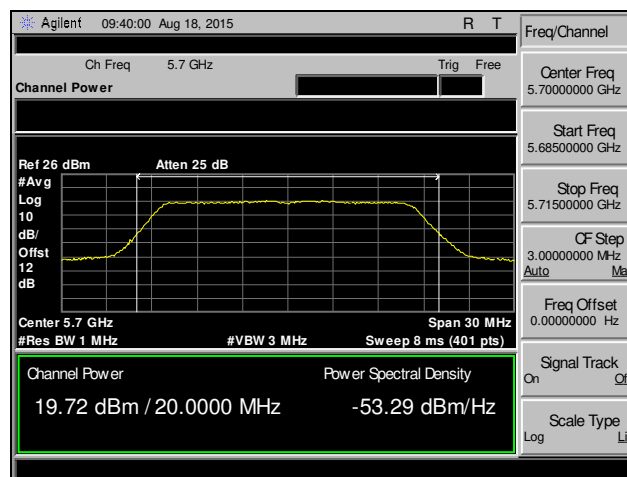 Agilent 09:40:00 Aug 18, 2015 R T
Freq/Channel
Ch Freq 5.7 GHz Trig Free
Channel Power
Center Freq
5.70000000 GHz
Start Freq
5.68500000 GHz
Stop Freq
5.71500000 GHz
CF Step
3.00000000 MHz
Auto Ma
Freq Offset
0.00000000 Hz
Signal Track
On Of
Scale Type
Log Li
Ref 26 dBm Atten 25 dB
#Avg
Log
10
dB/
Offst
12
dB
Center 5.7 GHz Span 30 MHz
#Res BW 1 MHz #VBW 3 MHz Sweep 8 ms (401 pts)
Channel Power Power Spectral Density
19.72 dBm / 20.0000 MHz -53.29 dBm/Hz